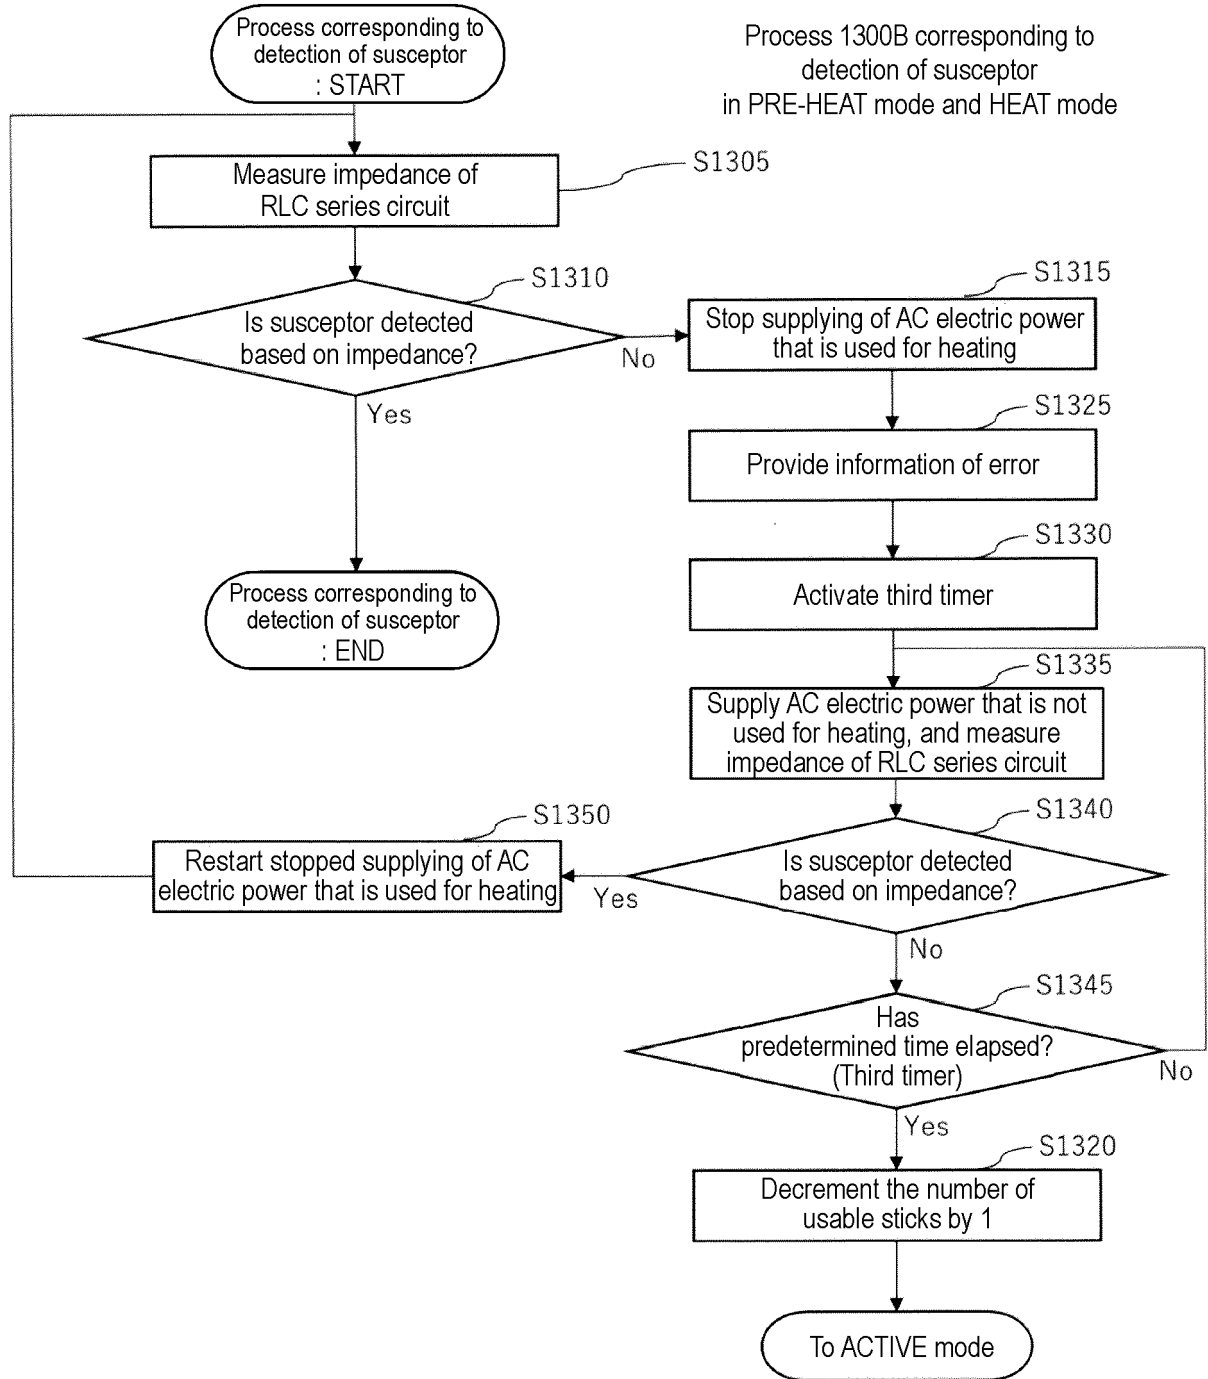 Process corresponding to
detection of susceptor
: START
Process 1300B corresponding to
detection of susceptor
in PRE-HEAT mode and HEAT mode
S1305
Measure impedance of
RLC series circuit
S1310
Is susceptor detected
based on impedance?
No
Yes
S1315
Stop supplying of AC electric power
that is used for heating
S1325
Provide information of error
S1330
Activate third timer
Process corresponding to
detection of susceptor
: END
S1335
Supply AC electric power that is not
used for heating, and measure
impedance of RLC series circuit
S1340
Is susceptor detected
based on impedance?
Yes
No
S1350
Restart stopped supplying of AC
electric power that is used for heating
S1345
Has
predetermined time elapsed?
(Third timer)
No
Yes
S1320
Decrement the number of
usable sticks by 1
To ACTIVE mode